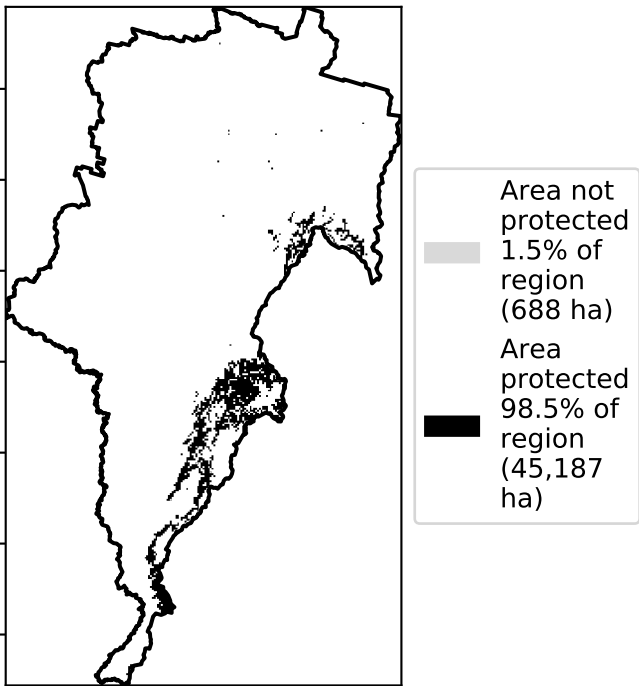 Area not
protected
1.5% of
region
(688 ha)
Area
protected
98.5% of
region
(45,187
ha)